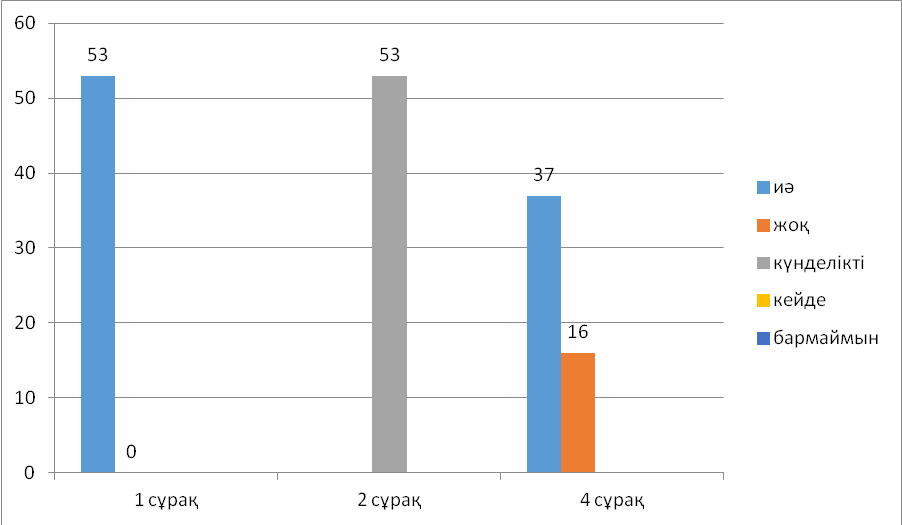 60
50
40
30
20
10
0
53
0
53
37
16
1 сұрақ
2 сұрақ
4 сұрақ
иә
жоқ
күнделікті
кейде
бармаймын